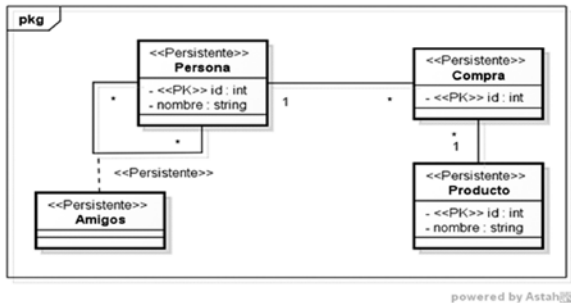 pkg
<<Persistente>>
Persona
- <<PK>> id : int
- nombre : string
1
*
<<Persistente>>
Compra
- <<PK>> id : int
*
*
<<Persistente>>
*
1
<<Persistente>>
Amigos
<<Persistente>>
Producto
- <<PK>> id : int
- nombre : string
powered by Astah